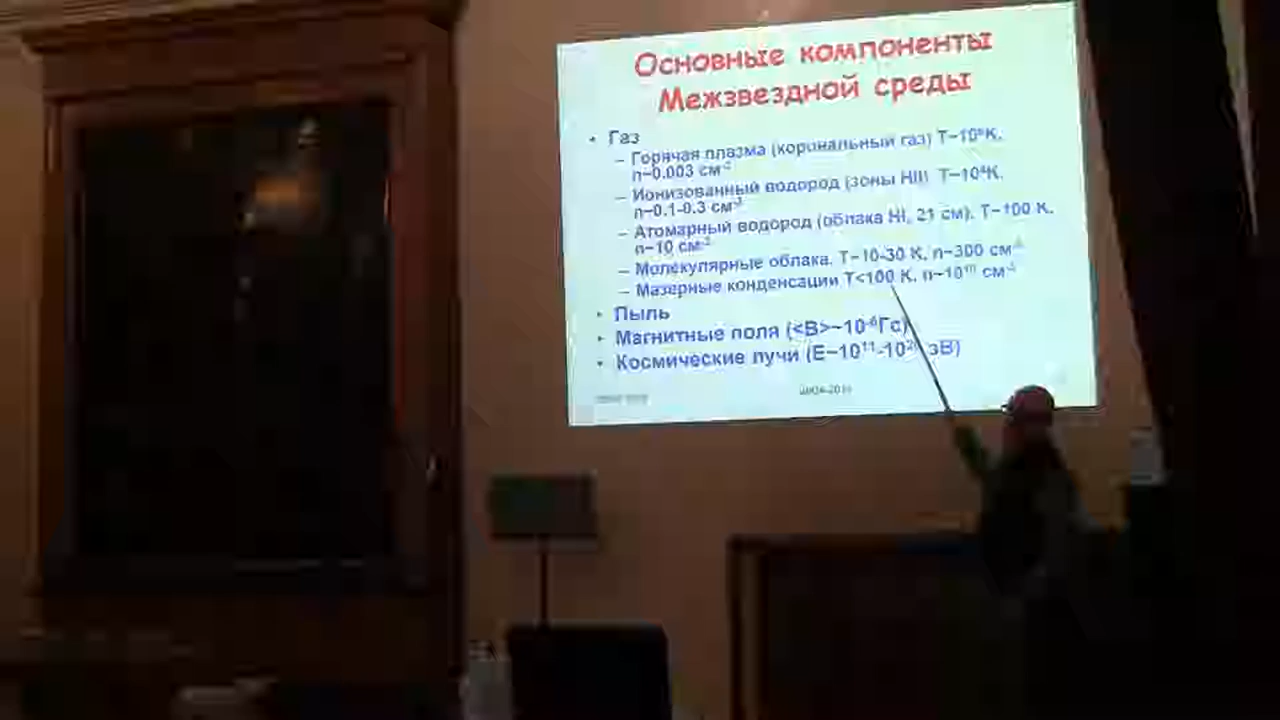 Основные компоненты
Межзвездной среды
• Газ
– Горячая плазма (корональный газ) T~10⁶K,
n~0.003 см⁻³
– Ионизованный водород (зоны HII) T~10⁴K,
n~0.1-0.3 см⁻³
– Атомарный водород (облака HI, 21 см), T~100 K,
n~10 см⁻³
– Молекулярные облака, T~10-30 K, n~300 см⁻³
– Мазерные конденсации T<100 K, n~10¹⁰ см⁻³
• Пыль
• Магнитные поля (<B>~10⁻⁶Гс)
• Космические лучи (E~10¹¹-10²⁰ эВ)